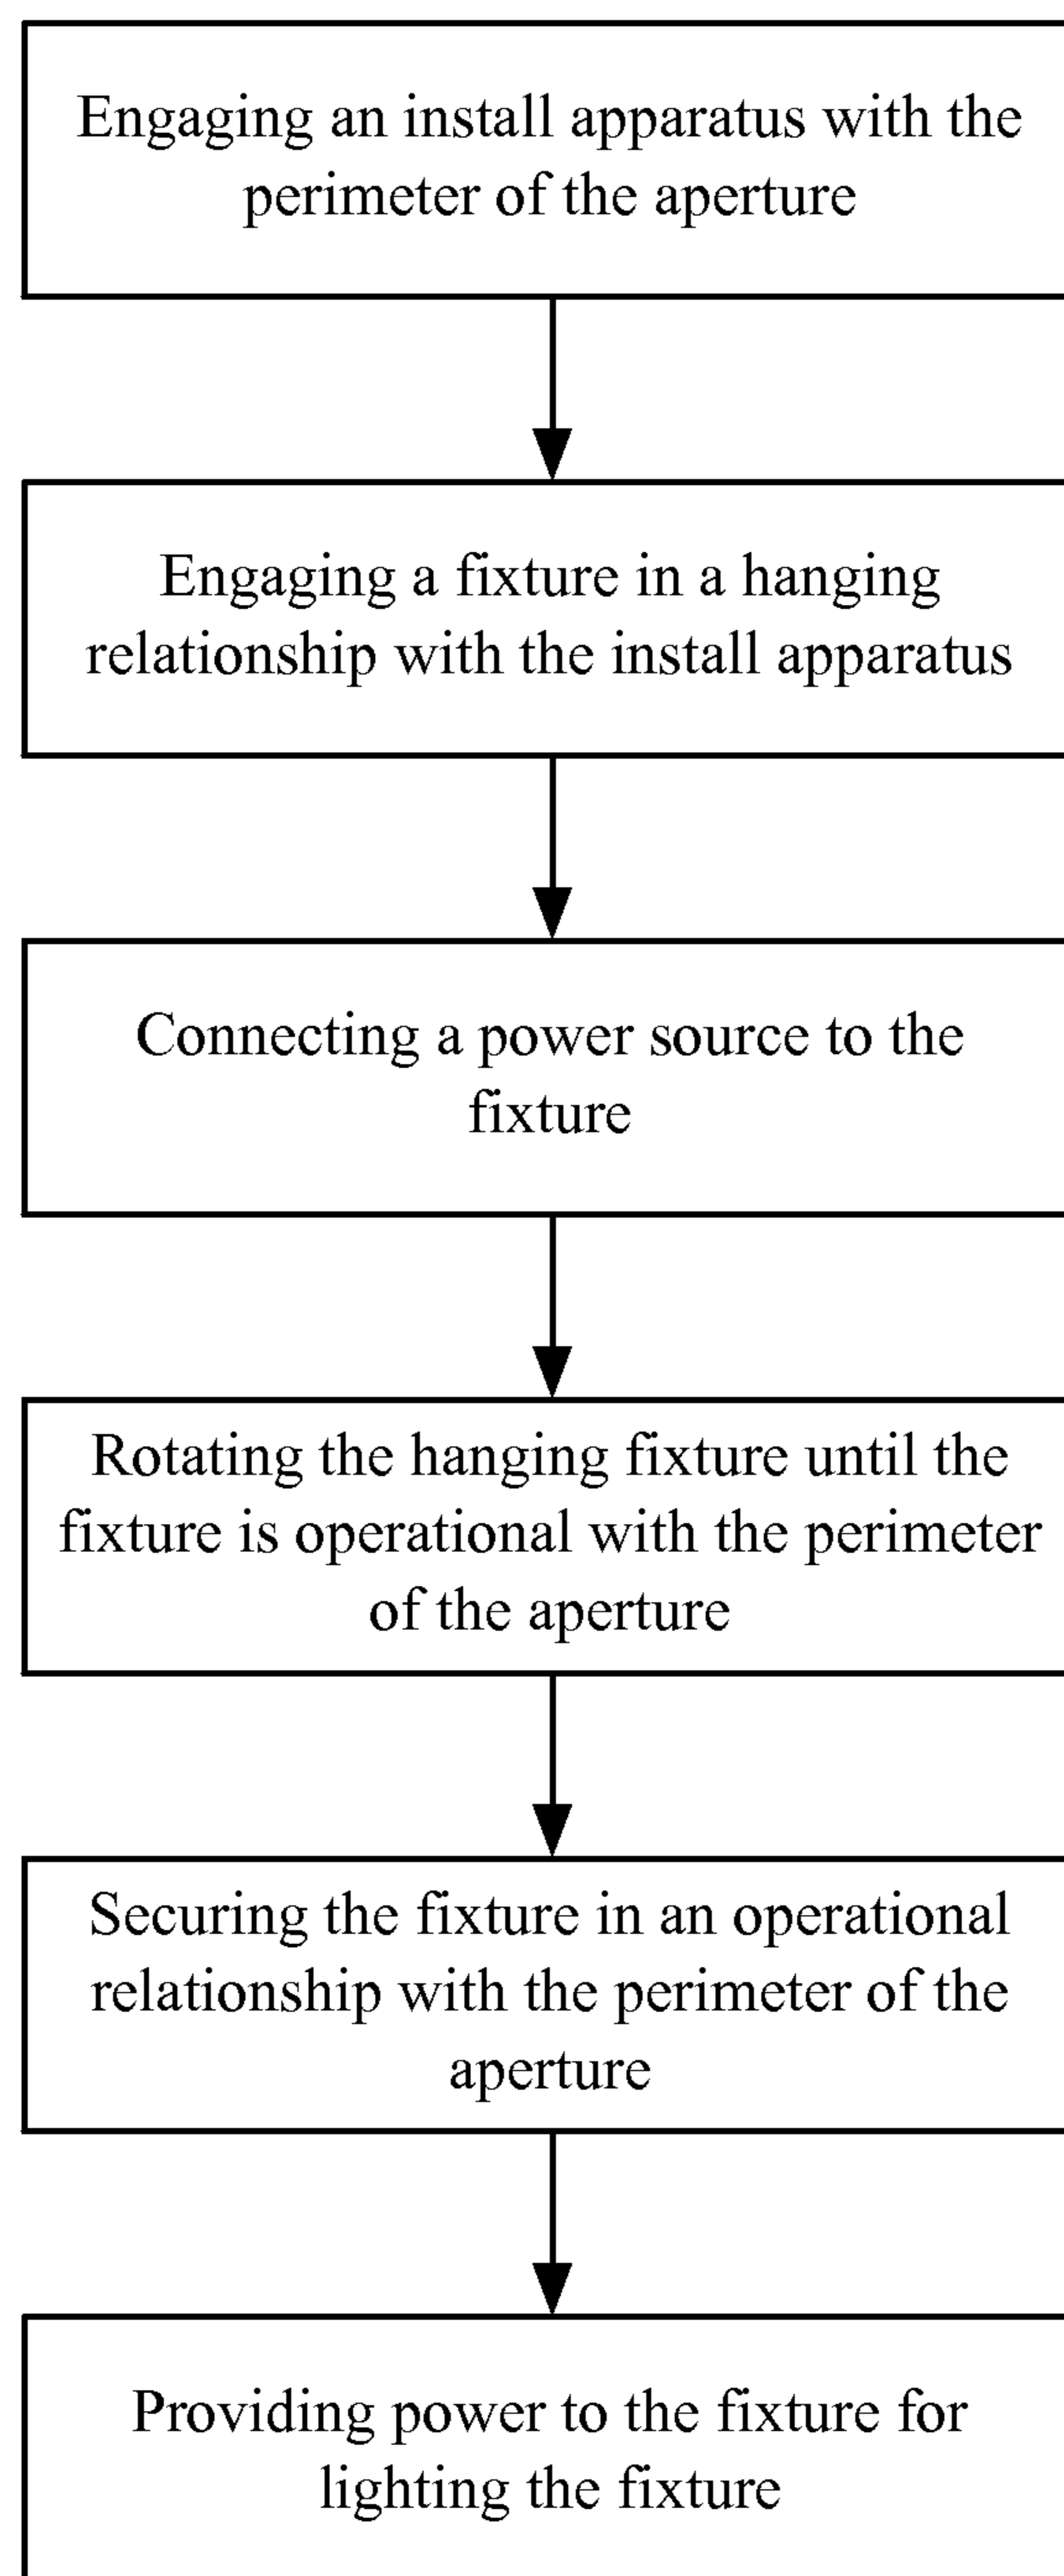 Engaging an install apparatus with the
perimeter of the aperture
Engaging a fixture in a hanging
relationship with the install apparatus
Connecting a power source to the
fixture
Rotating the hanging fixture until the
fixture is operational with the perimeter
of the aperture
Securing the fixture in an operational
relationship with the perimeter of the
aperture
Providing power to the fixture for
lighting the fixture